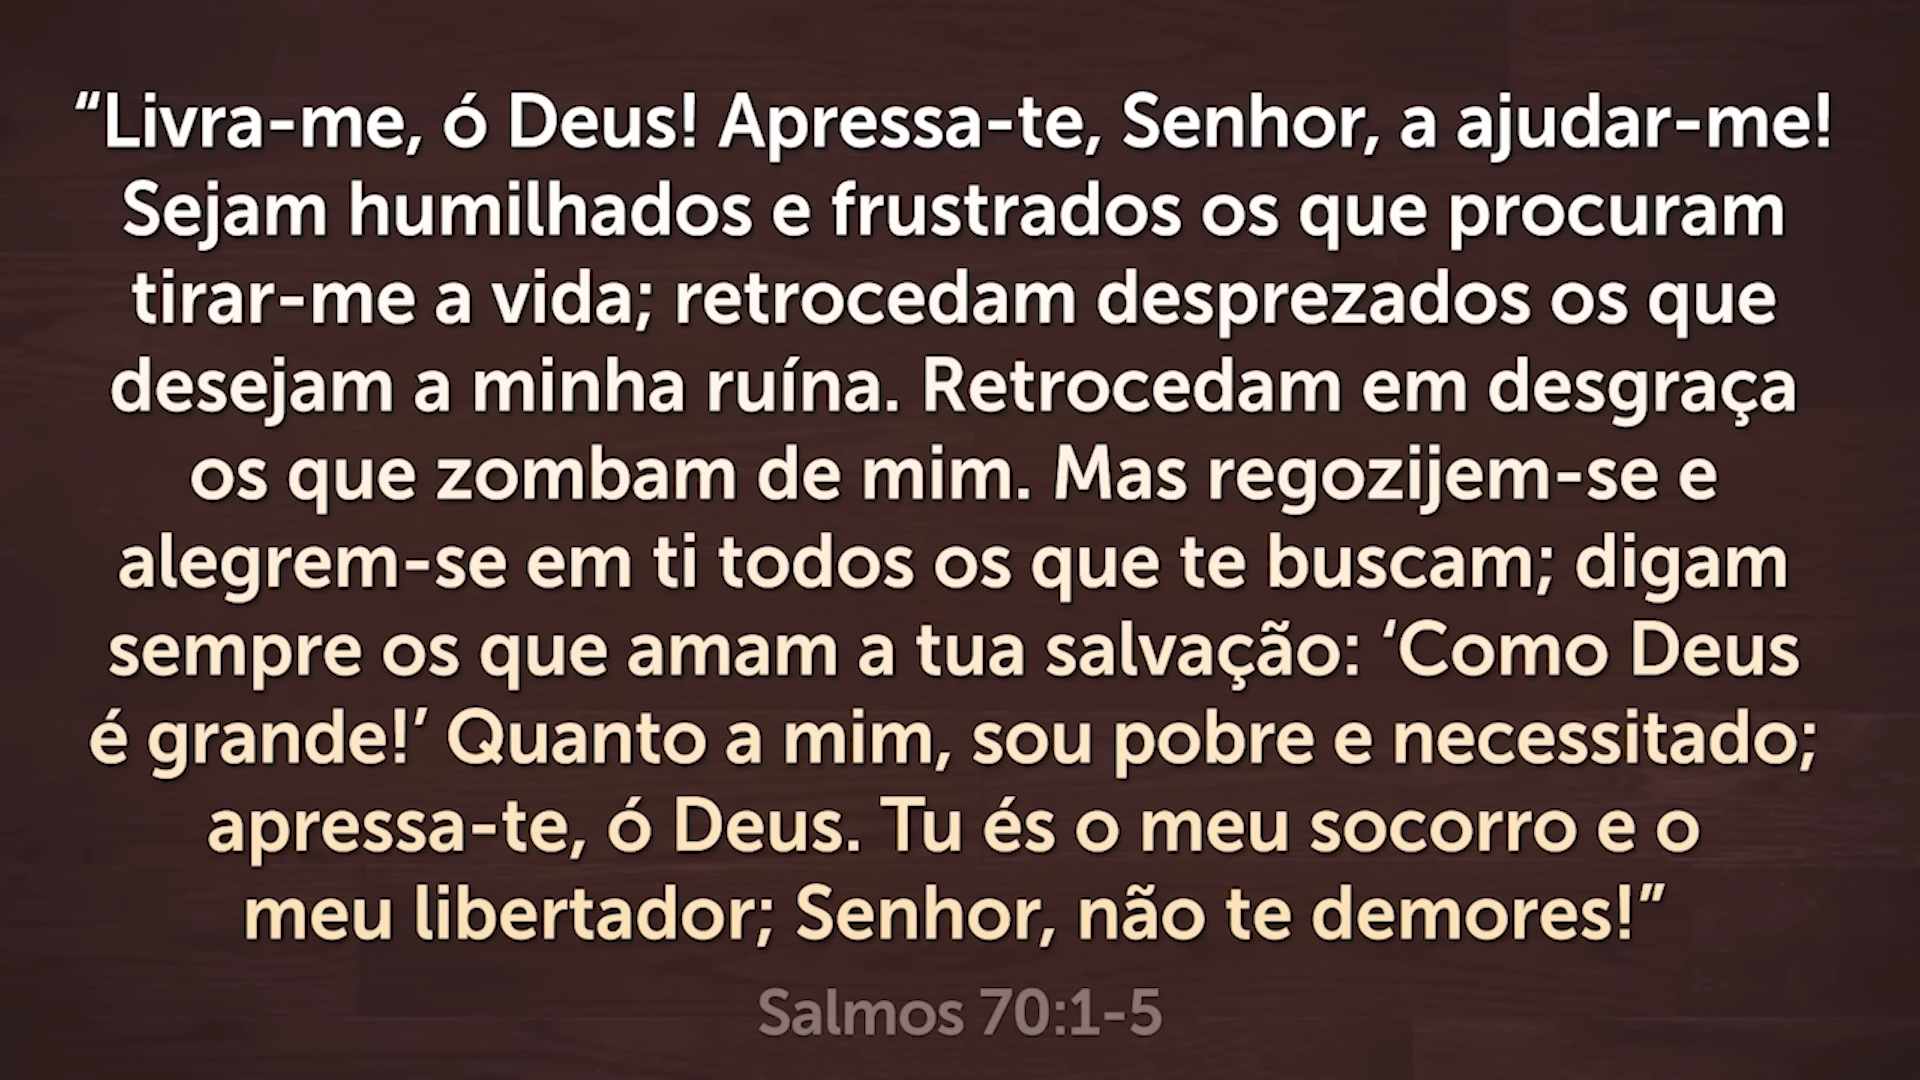 “Livra-me, ó Deus! Apressa-te, Senhor, a ajudar-me!
Sejam humilhados e frustrados os que procuram
tirar-me a vida; retrocedam desprezados os que
desejam a minha ruína. Retrocedam em desgraça
os que zombam de mim. Mas regozijem-se e
alegrem-se em ti todos os que te buscam; digam
sempre os que amam a tua salvação: ‘Como Deus
é grande!’ Quanto a mim, sou pobre e necessitado;
apressa-te, ó Deus. Tu és o meu socorro e o
meu libertador; Senhor, não te demores!”
Salmos 70:1-5